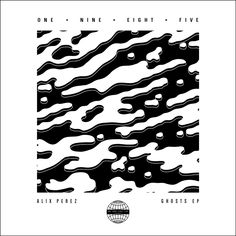 ONE • NINE • EIGHT • FIVE
ALIX PEREZ GHOSTS EP